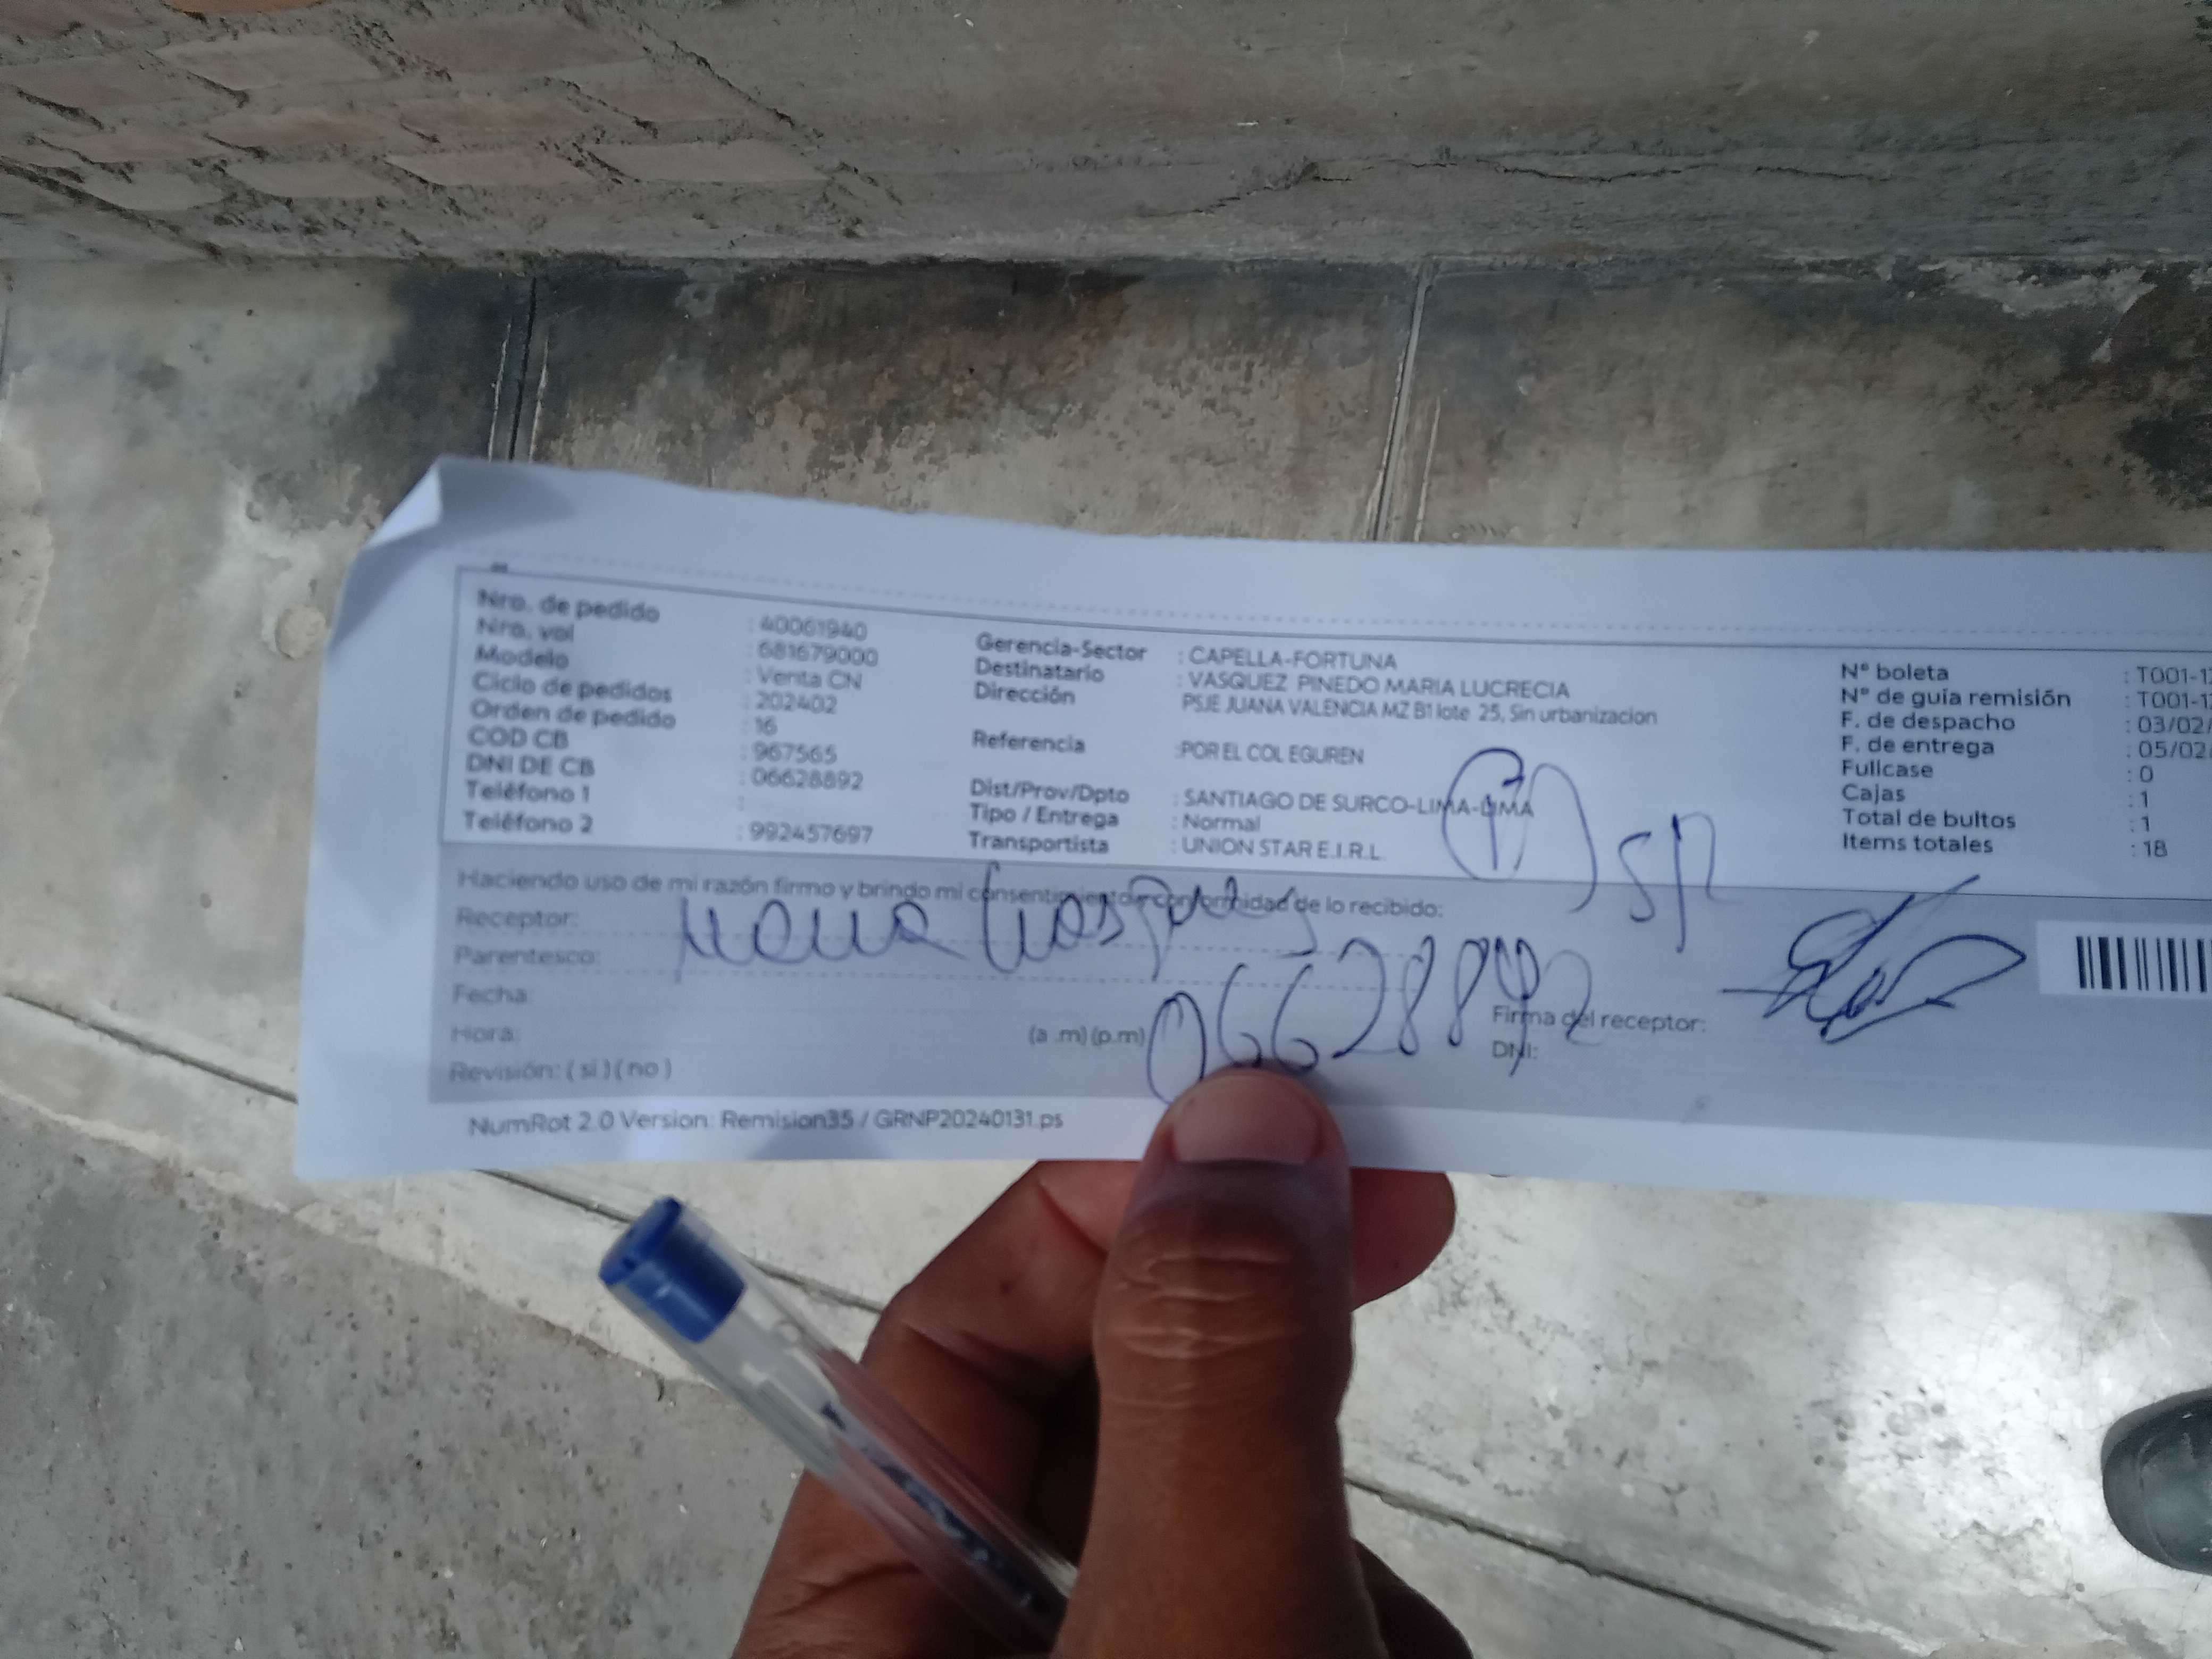 Nro. de pedido : 40061940
Nro. vol : 681679000
Modelo : Venta CN
Ciclo de pedidos : 202402
Orden de pedido : 16
COD CB : 967565
DNI DE CB : 06628892
Teléfono 1 :
Teléfono 2 : 992457697
Gerencia-Sector : CAPELLA-FORTUNA
Destinatario : VASQUEZ PINEDO MARIA LUCRECIA
Dirección PSJE JUANA VALENCIA MZ B1 lote 25, Sin urbanizacion
Referencia :POR EL COL EGUREN
Dist/Prov/Dpto : SANTIAGO DE SURCO-LIMA-LIMA
Tipo / Entrega : Normal
Transportista : UNION STAR E.I.R.L.
N° boleta : T001-12
N° de guía remisión : T001-12
F. de despacho : 03/02/
F. de entrega : 05/02/
Fullcase : 0
Cajas : 1
Total de bultos : 1
Items totales : 18
Haciendo uso de mi razón firmo y brindo mi consentimiento y conformidad de lo recibido:
Receptor:
Parentesco:
Fecha:
Hora: (a .m) (p.m) 06628892
Revisión: ( si ) ( no )
Firma del receptor:
DNI:
NumRot 2.0 Version: Remision35 / GRNP20240131.ps